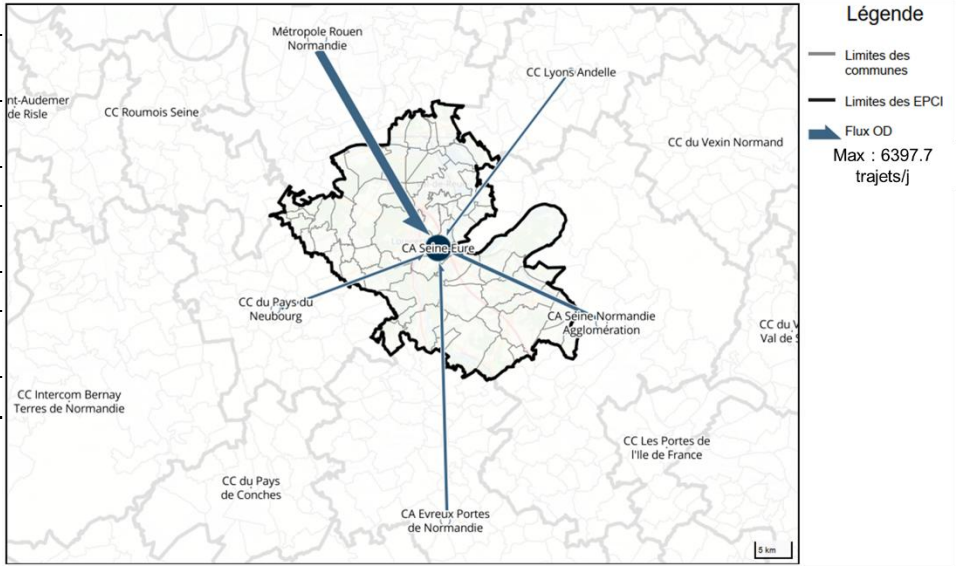 Métropole Rouen
Normandie
CC Lyons Andelle
nt-Audemer
de Risle
CC Roumois Seine
CC du Vexin Normand
CA Seine Eure
CC du Pays du
Neubourg
CA Seine Normandie
Agglomération
CC du V
Val de S
CC Intercom Bernay
Terres de Normandie
CC Les Portes de
l'Ile de France
CC du Pays
de Conches
CA Evreux Portes
de Normandie
5 km
Légende
Limites des
communes
Limites des EPCI
Flux OD
Max : 6397.7
trajets/j